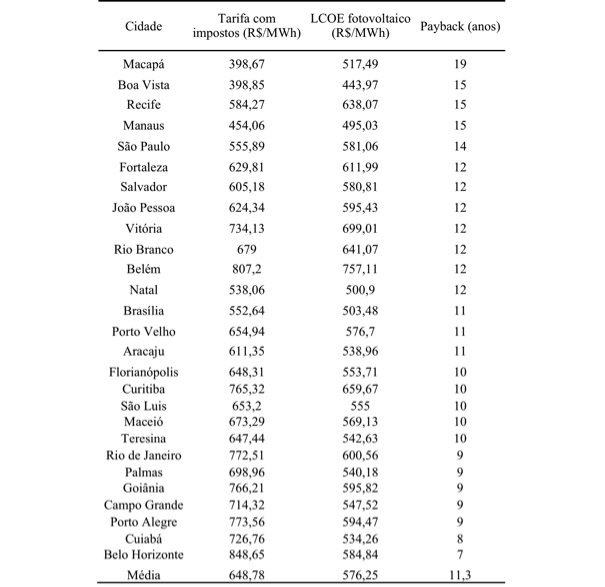 Cidade Tarifa com impostos (R$/MWh) LCOE fotovoltaico (R$/MWh) Payback (anos)
Macapá 398,67 517,49 19
Boa Vista 398,85 443,97 15
Recife 584,27 638,07 15
Manaus 454,06 495,03 15
São Paulo 555,89 581,06 14
Fortaleza 629,81 611,99 12
Salvador 605,18 580,81 12
João Pessoa 624,34 595,43 12
Vitória 734,13 699,01 12
Rio Branco 679 641,07 12
Belém 807,2 757,11 12
Natal 538,06 500,9 12
Brasília 552,64 503,48 11
Porto Velho 654,94 576,7 11
Aracaju 611,35 538,96 11
Florianópolis 648,31 553,71 10
Curitiba 765,32 659,67 10
São Luis 653,2 555 10
Maceió 673,29 569,13 10
Teresina 647,44 542,63 10
Rio de Janeiro 772,51 600,56 9
Palmas 698,96 540,18 9
Goiânia 766,21 595,82 9
Campo Grande 714,32 547,52 9
Porto Alegre 773,56 594,47 9
Cuiabá 726,76 534,26 8
Belo Horizonte 848,65 584,84 7
Média 648,78 576,25 11,3